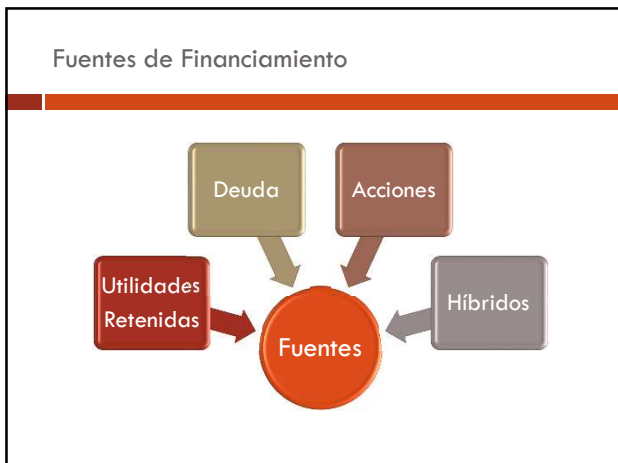 Fuentes de Financiamiento
Deuda
Acciones
Utilidades
Retenidas
Híbridos
Fuentes